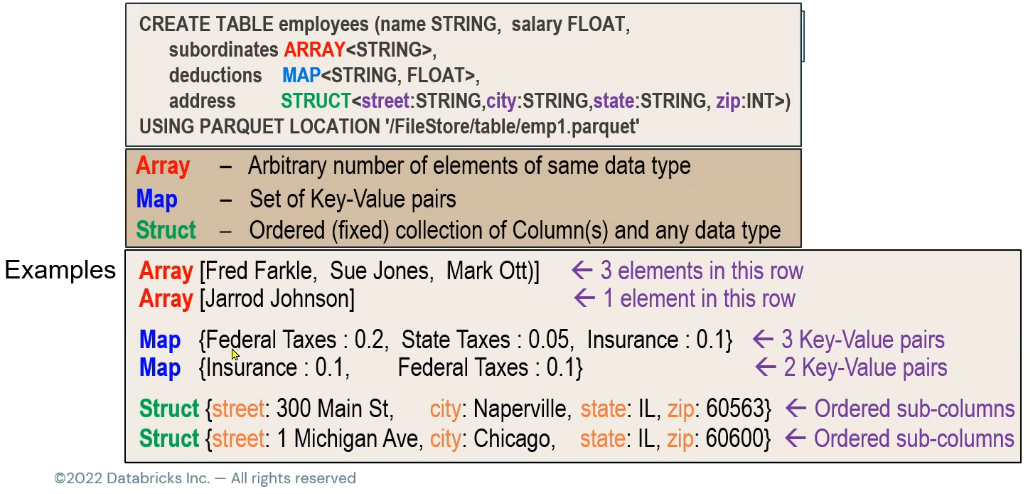 CREATE TABLE employees (name STRING, salary FLOAT,
subordinates ARRAY<STRING>,
deductions MAP<STRING, FLOAT>,
address STRUCT<street:STRING,city:STRING,state:STRING, zip:INT>)
USING PARQUET LOCATION '/FileStore/table/emp1.parquet'
Array – Arbitrary number of elements of same data type
Map – Set of Key-Value pairs
Struct – Ordered (fixed) collection of Column(s) and any data type
Examples
Array [Fred Farkle, Sue Jones, Mark Ott)] ← 3 elements in this row
Array [Jarrod Johnson] ← 1 element in this row
Map {Federal Taxes : 0.2, State Taxes : 0.05, Insurance : 0.1} ← 3 Key-Value pairs
Map {Insurance : 0.1, Federal Taxes : 0.1} ← 2 Key-Value pairs
Struct {street: 300 Main St, city: Naperville, state: IL, zip: 60563} ← Ordered sub-columns
Struct {street: 1 Michigan Ave, city: Chicago, state: IL, zip: 60600} ← Ordered sub-columns
©2022 Databricks Inc. — All rights reserved